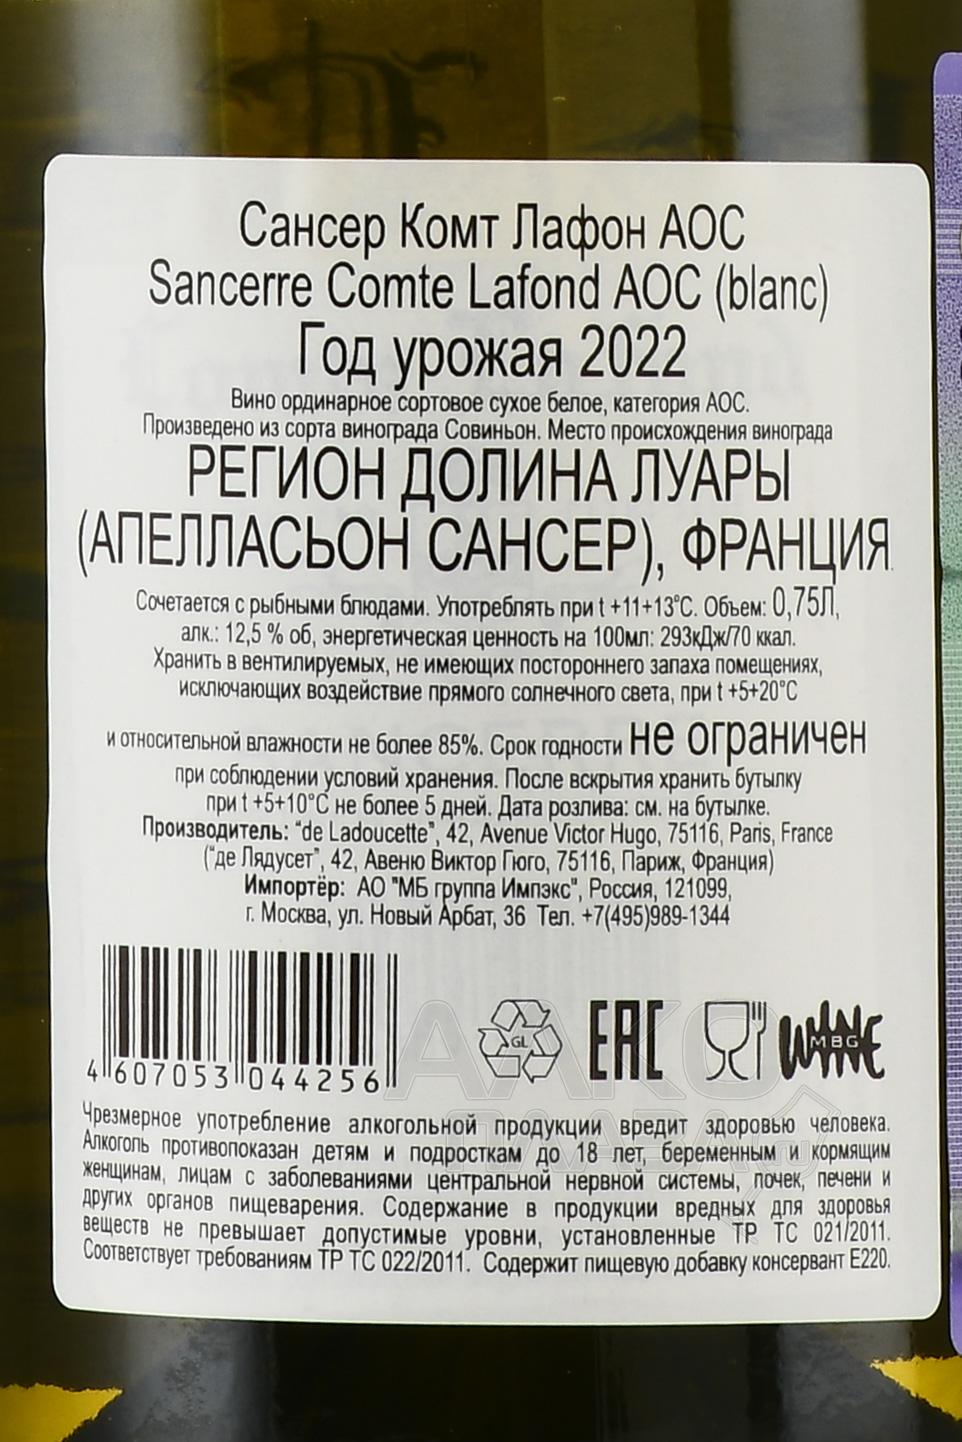 Сансер Комт Лафон АОС
Sancerre Comte Lafond AOC (blanc)
Год урожая 2022
Вино ординарное сортовое сухое белое, категория АОС.
Произведено из сорта винограда Совиньон. Место происхождения винограда
РЕГИОН ДОЛИНА ЛУАРЫ
(АПЕЛЛАСЬОН САНСЕР), ФРАНЦИЯ.
Сочетается с рыбными блюдами. Употреблять при t +11+13°С. Объем: 0,75Л,
алк.: 12,5 % об, энергетическая ценность на 100мл: 293кДж/70 ккал.
Хранить в вентилируемых, не имеющих постороннего запаха помещениях,
исключающих воздействие прямого солнечного света, при t +5+20°С
и относительной влажности не более 85%. Срок годности не ограничен
при соблюдении условий хранения. После вскрытия хранить бутылку
при t +5+10°С не более 5 дней. Дата розлива: см. на бутылке.
Производитель: "de Ladoucette", 42, Avenue Victor Hugo, 75116, Paris, France
("де Лядусет", 42, Авеню Виктор Гюго, 75116, Париж, Франция)
Импортёр: АО "МБ группа Импэкс", Россия, 121099,
г. Москва, ул. Новый Арбат, 36 Тел. +7(495)989-1344
4 607053 044256
GL
EAC
WINE
MBG
АЛКО
ПЛАЗА
.ru
Чрезмерное употребление алкогольной продукции вредит здоровью человека.
Алкоголь противопоказан детям и подросткам до 18 лет, беременным и кормящим
женщинам, лицам с заболеваниями центральной нервной системы, почек, печени и
других органов пищеварения. Содержание в продукции вредных для здоровья
веществ не превышает допустимые уровни, установленные ТР ТС 021/2011.
Соответствует требованиям ТР ТС 022/2011. Содержит пищевую добавку консервант Е220.